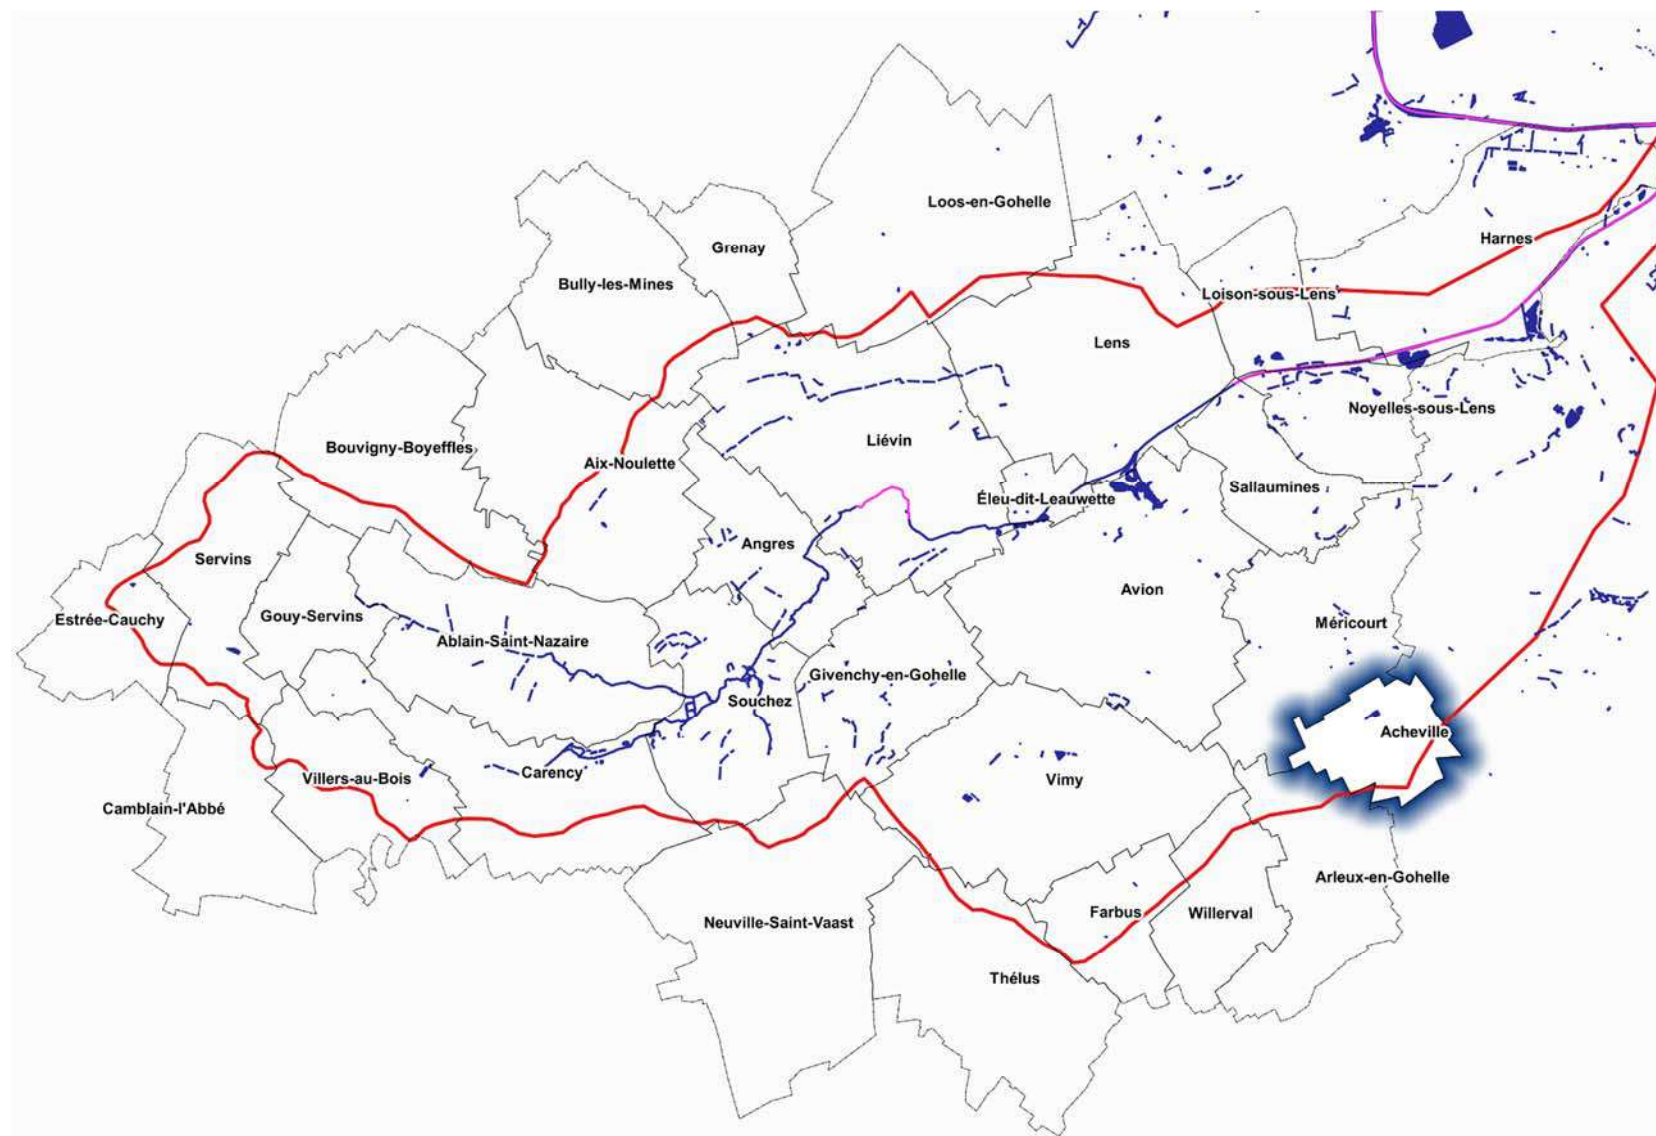 Loos-en-Gohelle
Harnes
Grenay
Bully-les-Mines
Loison-sous-Lens
Lens
Noyelles-sous-Lens
Liévin
Bouvigny-Boyeffles
Aix-Noulette
Sallaumines
Éleu-dit-Leauwette
Angres
Servins
Avion
Gouy-Servins
Estrée-Cauchy
Méricourt
Ablain-Saint-Nazaire
Givenchy-en-Gohelle
Souchez
Acheville
Carency
Villers-au-Bois
Vimy
Camblain-l'Abbé
Arleux-en-Gohelle
Farbus
Willerval
Neuville-Saint-Vaast
Thélus